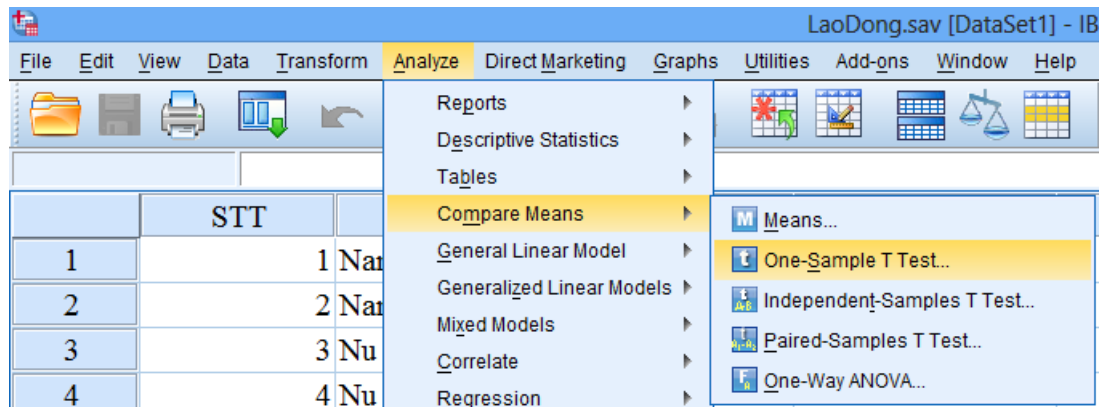 LaoDong.sav [DataSet1] - IB
File Edit View Data Transform Analyze Direct Marketing Graphs Utilities Add-ons Window Help
Reports
Descriptive Statistics
Tables
Compare Means
General Linear Model
Generalized Linear Models
Mixed Models
Correlate
Regression
M Means...
t One-Sample T Test...
Independent-Samples T Test...
Paired-Samples T Test...
One-Way ANOVA...
STT
1 1 Nar
2 2 Nar
3 3 Nu
4 4 Nu